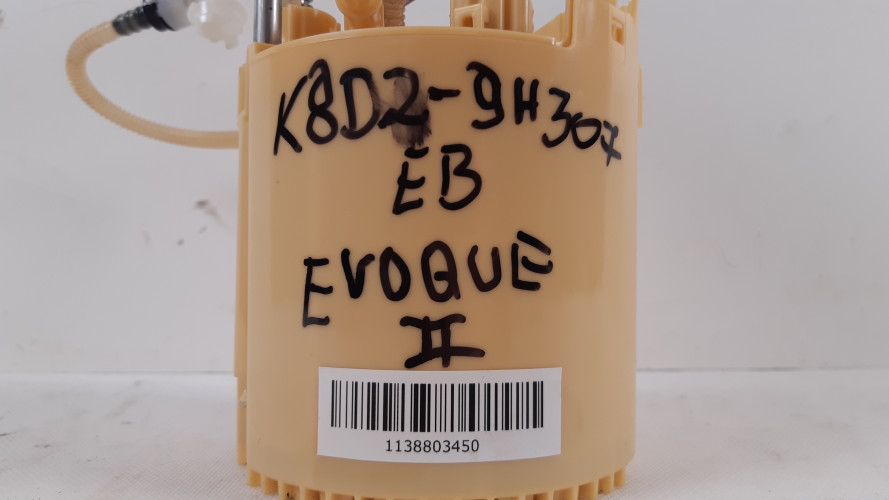 K8D2-9H307
EB
EVOQUE
II
1138803450